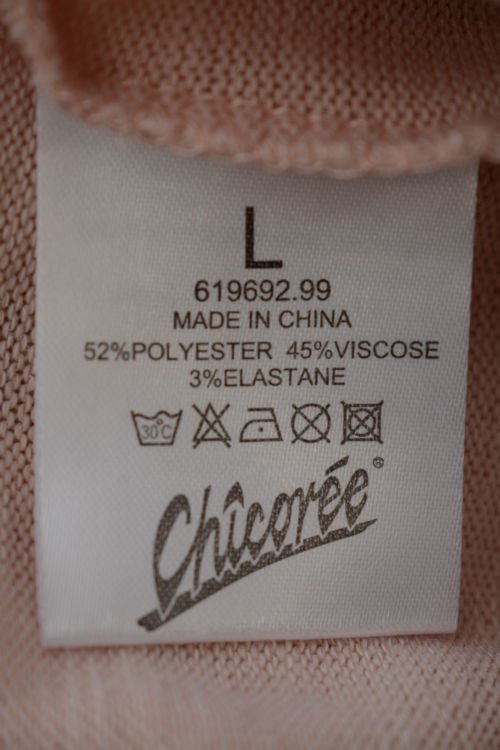 L
619692.99
MADE IN CHINA
52%POLYESTER 45%VISCOSE
3%ELASTANE
30°C
Chîcorée®